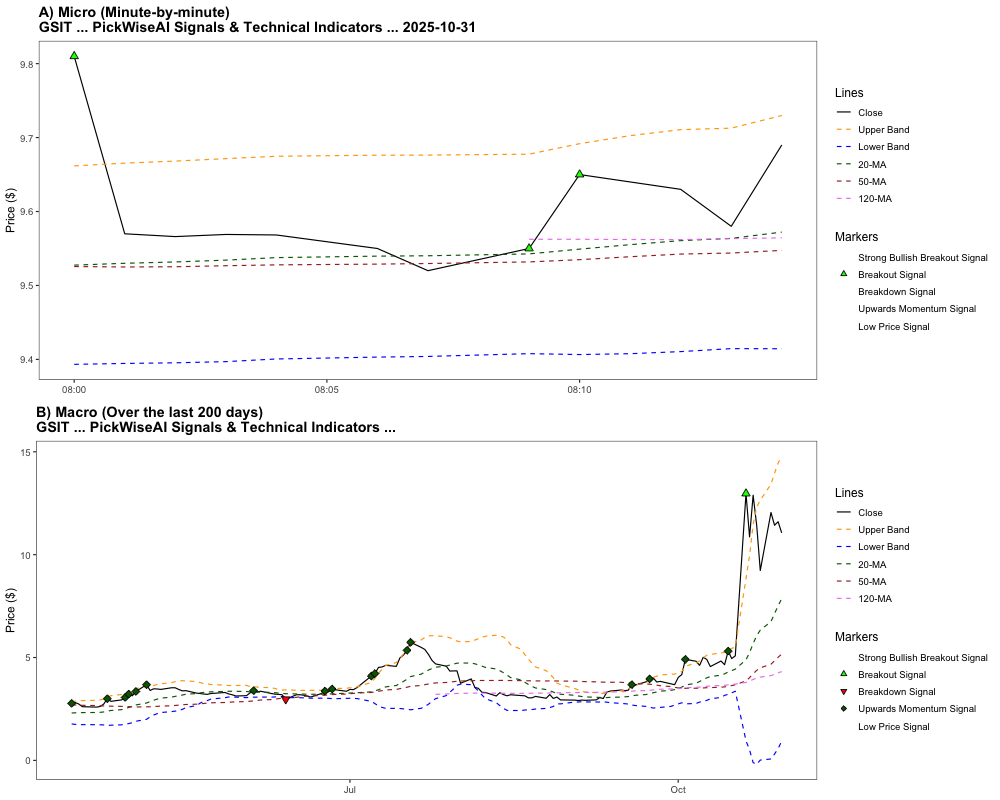 A) Micro (Minute-by-minute)
GSIT ... PickWiseAI Signals & Technical Indicators ... 2025-10-31
Price ($)
9.8
9.7
9.6
9.5
9.4
08:00 08:05 08:10
Lines
Close
Upper Band
Lower Band
20-MA
50-MA
120-MA
Markers
Strong Bullish Breakout Signal
Breakout Signal
Breakdown Signal
Upwards Momentum Signal
Low Price Signal
B) Macro (Over the last 200 days)
GSIT ... PickWiseAI Signals & Technical Indicators ...
Price ($)
15
10
5
0
Jul Oct
Lines
Close
Upper Band
Lower Band
20-MA
50-MA
120-MA
Markers
Strong Bullish Breakout Signal
Breakout Signal
Breakdown Signal
Upwards Momentum Signal
Low Price Signal